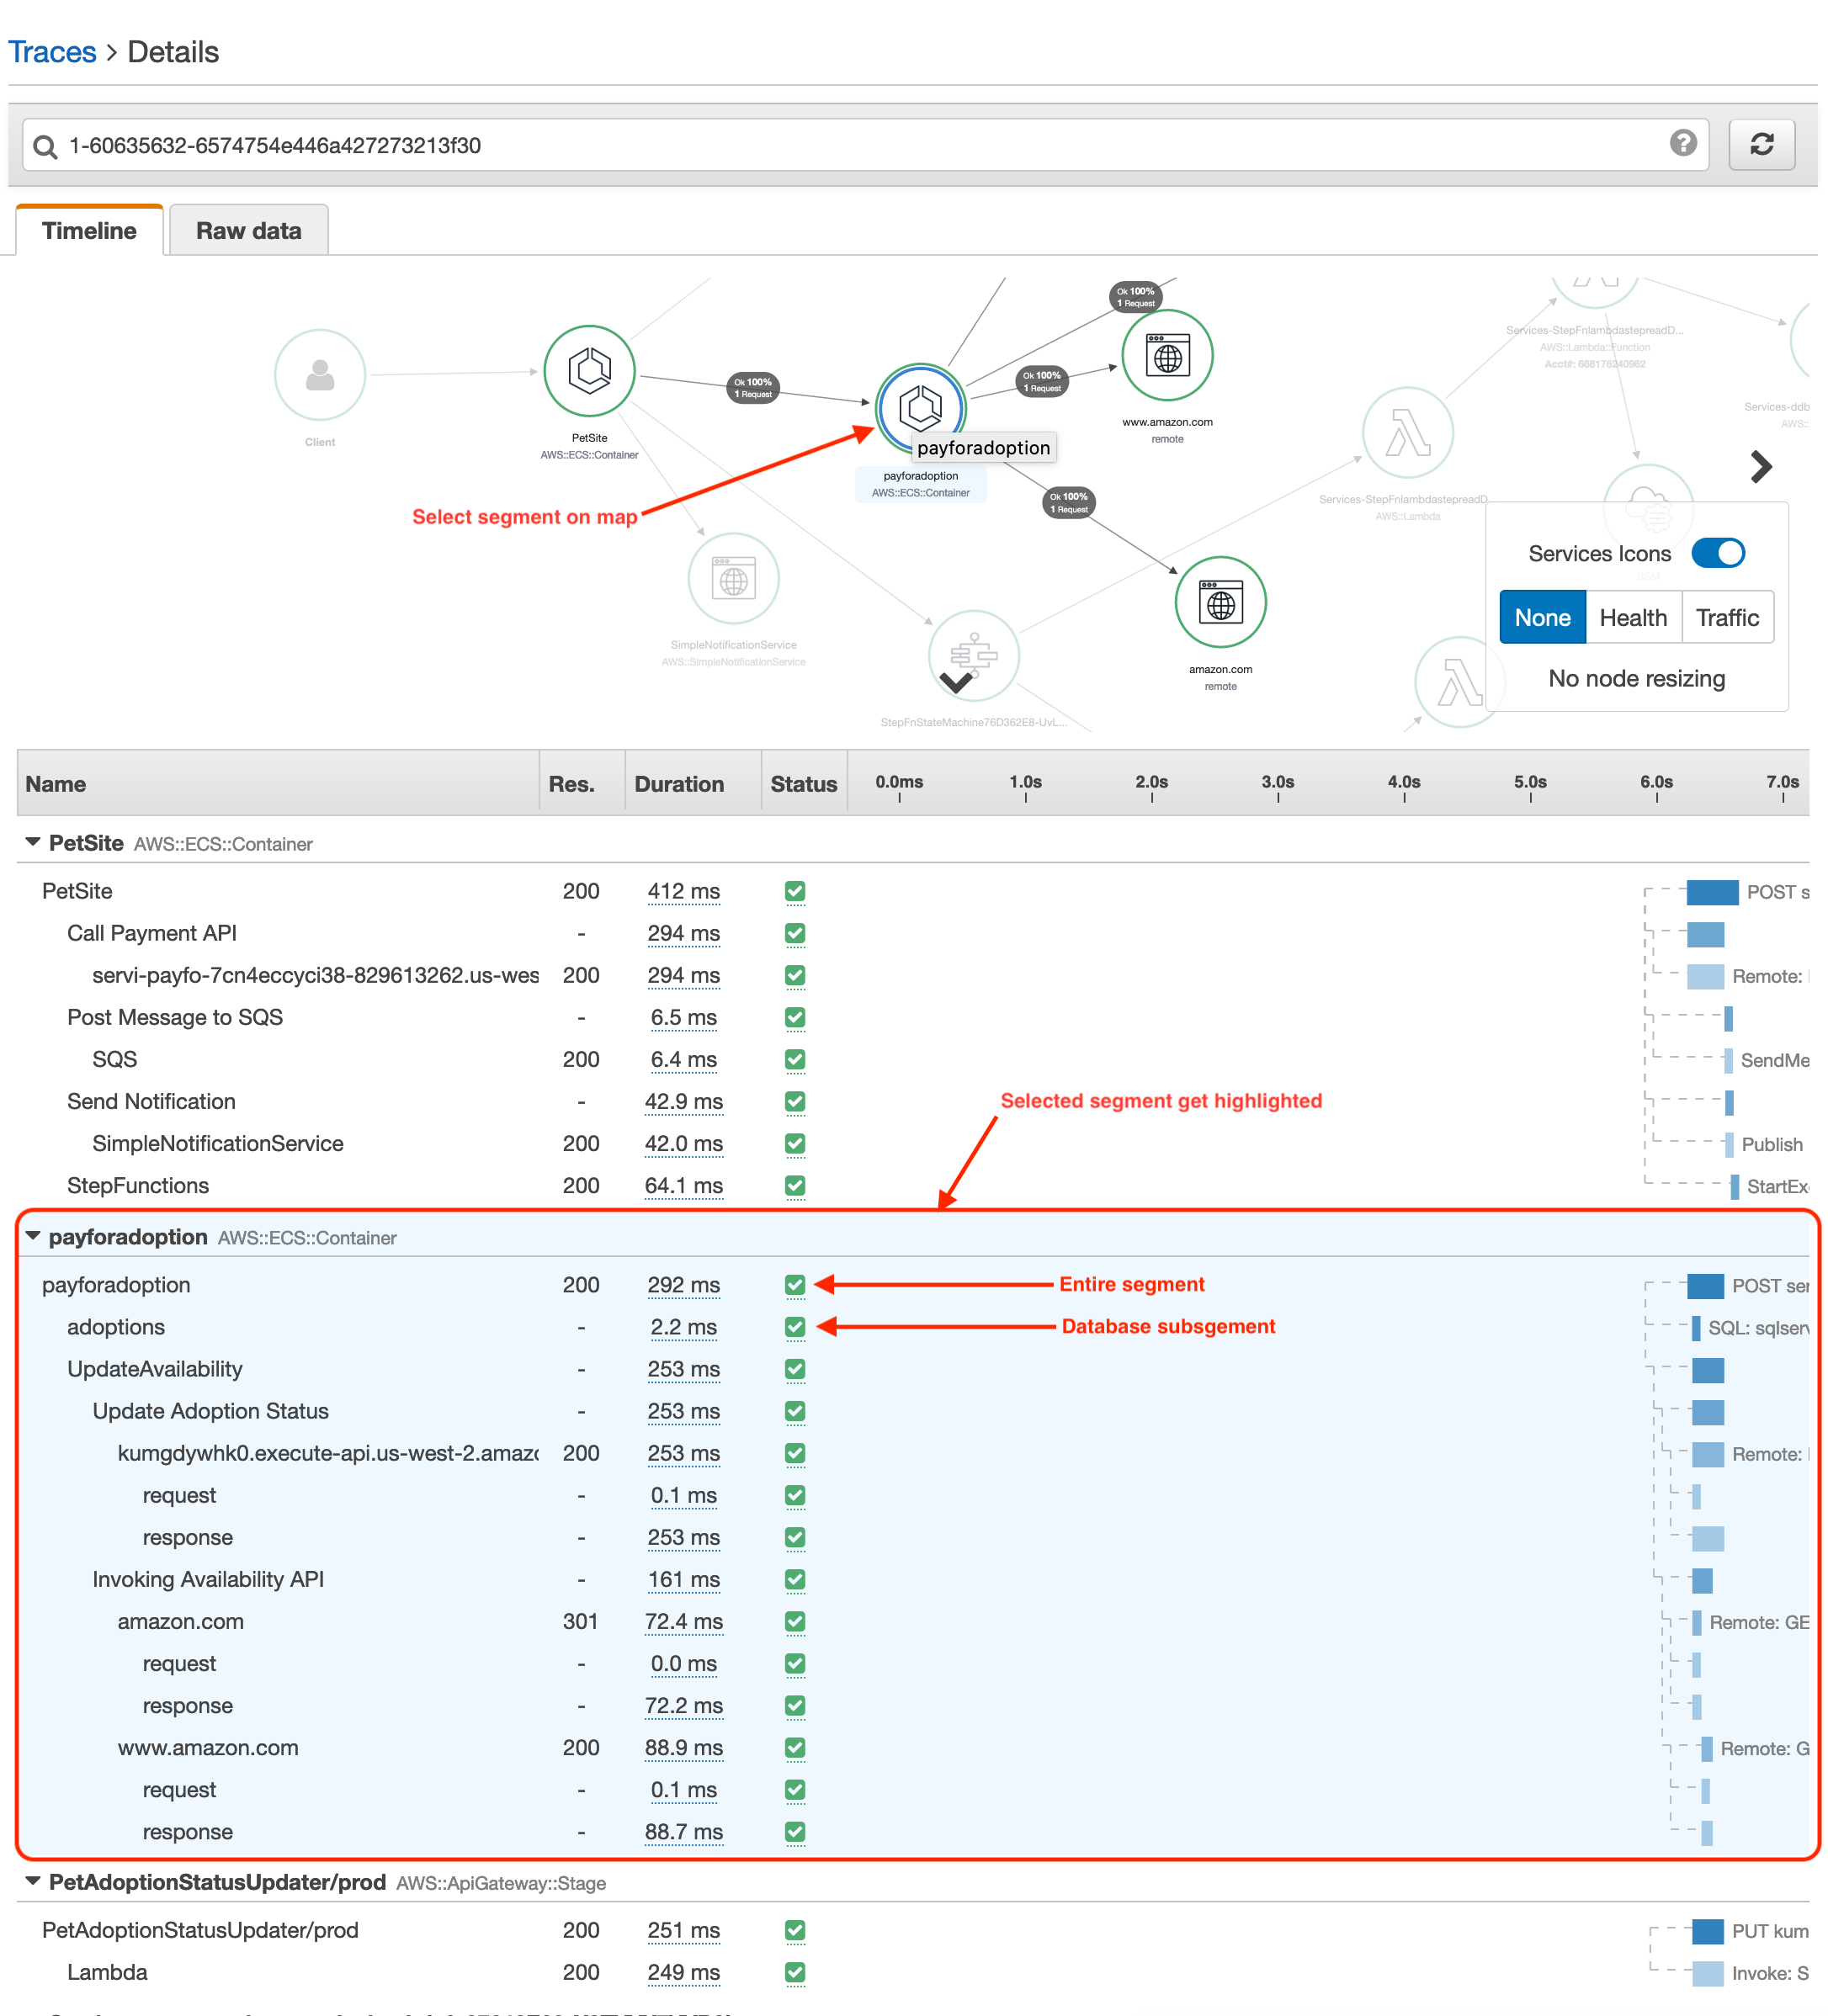 Traces > Details
1-60635632-6574754e446a427273213f30
?
Timeline
Raw data
Ok 100%
1 Request
Services-StepFnlambdastepreadD...
AWS::Lambda::Function
Acct#: 668176240962
Ok 100%
1 Request
Ok 100%
1 Request
Services-ddb
AWS::
www.amazon.com
remote
Client
PetSite
AWS::ECS::Container
payforadoption
payforadoption
AWS::ECS::Container
Select segment on map
Ok 100%
1 Request
Services-StepFnlambdastepreadD
AWS::Lambda
Services Icons
None
Health
Traffic
No node resizing
SimpleNotificationService
AWS::SimpleNotificationService
amazon.com
remote
StepFnStateMachine76D362E8-UvL...
Name Res. Duration Status 0.0ms 1.0s 2.0s 3.0s 4.0s 5.0s 6.0s 7.0s
PetSite AWS::ECS::Container
PetSite 200 412 ms POST s
Call Payment API - 294 ms
servi-payfo-7cn4eccyci38-829613262.us-wes 200 294 ms Remote:
Post Message to SQS - 6.5 ms
SQS 200 6.4 ms SendMe
Send Notification - 42.9 ms
Selected segment get highlighted
SimpleNotificationService 200 42.0 ms Publish
StepFunctions 200 64.1 ms StartEx
payforadoption AWS::ECS::Container
payforadoption 200 292 ms Entire segment POST ser
adoptions - 2.2 ms Database subsgement SQL: sqlserv
UpdateAvailability - 253 ms
Update Adoption Status - 253 ms
kumgdywhk0.execute-api.us-west-2.amazo 200 253 ms Remote:
request - 0.1 ms
response - 253 ms
Invoking Availability API - 161 ms
amazon.com 301 72.4 ms Remote: GE
request - 0.0 ms
response - 72.2 ms
www.amazon.com 200 88.9 ms Remote: G
request - 0.1 ms
response - 88.7 ms
PetAdoptionStatusUpdater/prod AWS::ApiGateway::Stage
PetAdoptionStatusUpdater/prod 200 251 ms PUT kum
Lambda 200 249 ms Invoke: S